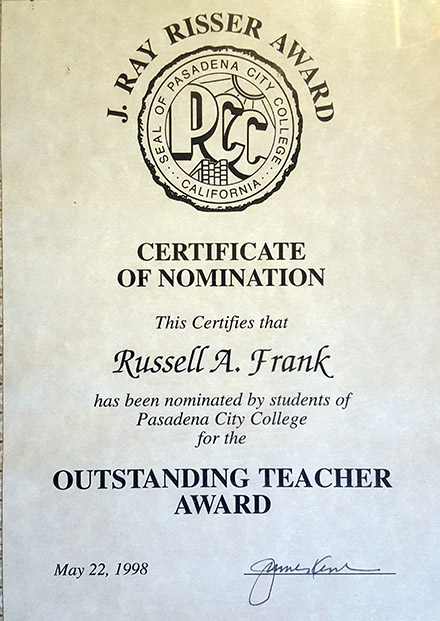 J. RAY RISSER AWARD
SEAL OF PASADENA CITY COLLEGE
PCC
CALIFORNIA
CERTIFICATE
OF NOMINATION
This Certifies that
Russell A. Frank
has been nominated by students of
Pasadena City College
for the
OUTSTANDING TEACHER
AWARD
May 22, 1998